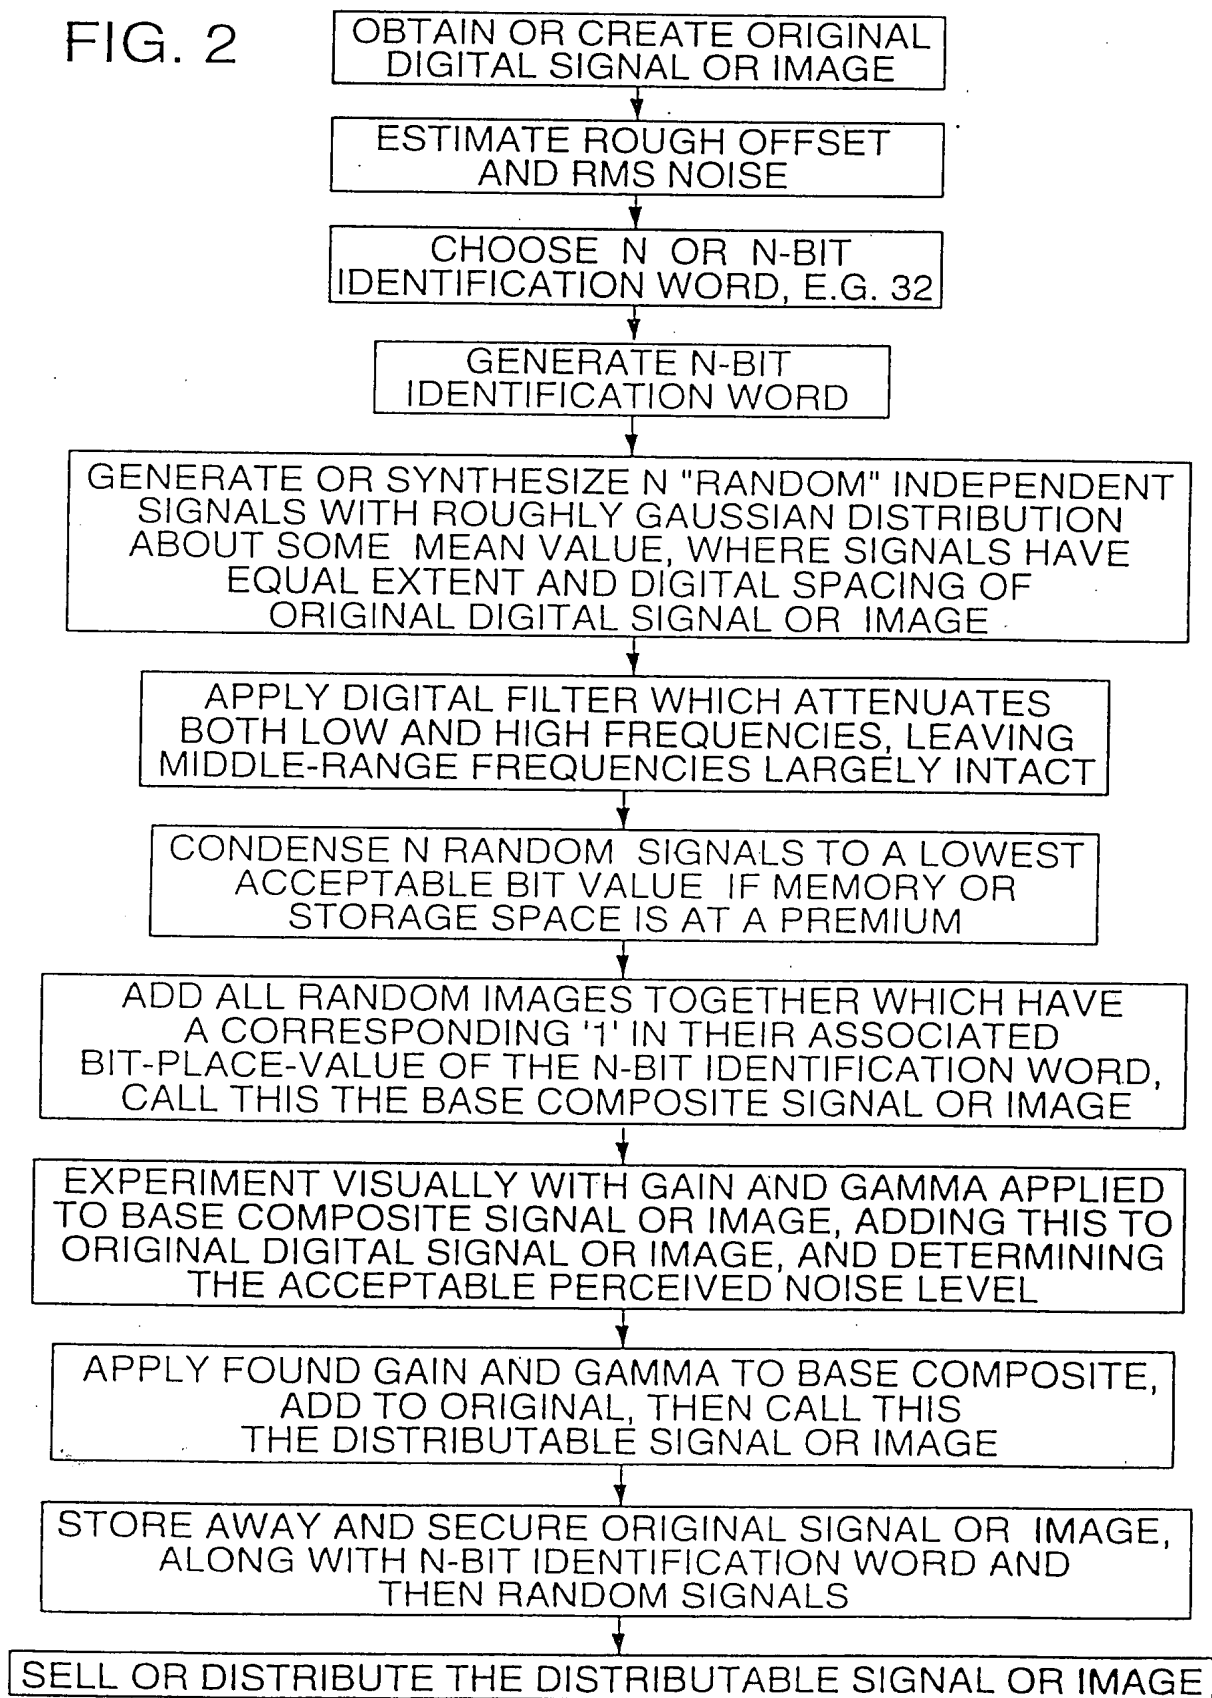 FIG. 2
OBTAIN OR CREATE ORIGINAL
DIGITAL SIGNAL OR IMAGE
ESTIMATE ROUGH OFFSET
AND RMS NOISE
CHOOSE N OR N-BIT
IDENTIFICATION WORD, E.G. 32
GENERATE N-BIT
IDENTIFICATION WORD
GENERATE OR SYNTHESIZE N "RANDOM" INDEPENDENT
SIGNALS WITH ROUGHLY GAUSSIAN DISTRIBUTION
ABOUT SOME MEAN VALUE, WHERE SIGNALS HAVE
EQUAL EXTENT AND DIGITAL SPACING OF
ORIGINAL DIGITAL SIGNAL OR IMAGE
APPLY DIGITAL FILTER WHICH ATTENUATES
BOTH LOW AND HIGH FREQUENCIES, LEAVING
MIDDLE-RANGE FREQUENCIES LARGELY INTACT
CONDENSE N RANDOM SIGNALS TO A LOWEST
ACCEPTABLE BIT VALUE IF MEMORY OR
STORAGE SPACE IS AT A PREMIUM
ADD ALL RANDOM IMAGES TOGETHER WHICH HAVE
A CORRESPONDING '1' IN THEIR ASSOCIATED
BIT-PLACE-VALUE OF THE N-BIT IDENTIFICATION WORD,
CALL THIS THE BASE COMPOSITE SIGNAL OR IMAGE
EXPERIMENT VISUALLY WITH GAIN AND GAMMA APPLIED
TO BASE COMPOSITE SIGNAL OR IMAGE, ADDING THIS TO
ORIGINAL DIGITAL SIGNAL OR IMAGE, AND DETERMINING
THE ACCEPTABLE PERCEIVED NOISE LEVEL
APPLY FOUND GAIN AND GAMMA TO BASE COMPOSITE,
ADD TO ORIGINAL, THEN CALL THIS
THE DISTRIBUTABLE SIGNAL OR IMAGE
STORE AWAY AND SECURE ORIGINAL SIGNAL OR IMAGE,
ALONG WITH N-BIT IDENTIFICATION WORD AND
THEN RANDOM SIGNALS
SELL OR DISTRIBUTE THE DISTRIBUTABLE SIGNAL OR IMAGE